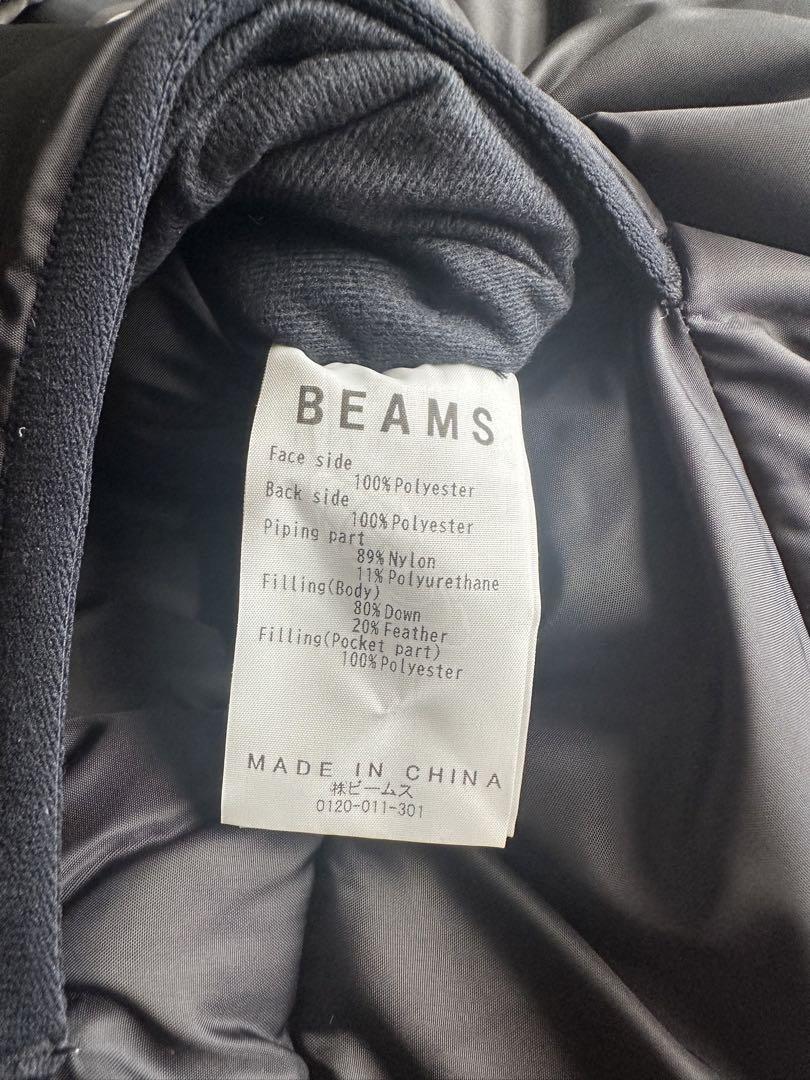 BEAMS
Face side
100%Polyester
Back side
100%Polyester
Piping part
89%Nylon
11%Polyurethane
Filling(Body)
80%Down
20%Feather
Filling(Pocket part)
100%Polyester
MADE IN CHINA
㈱ビームス
0120-011-301